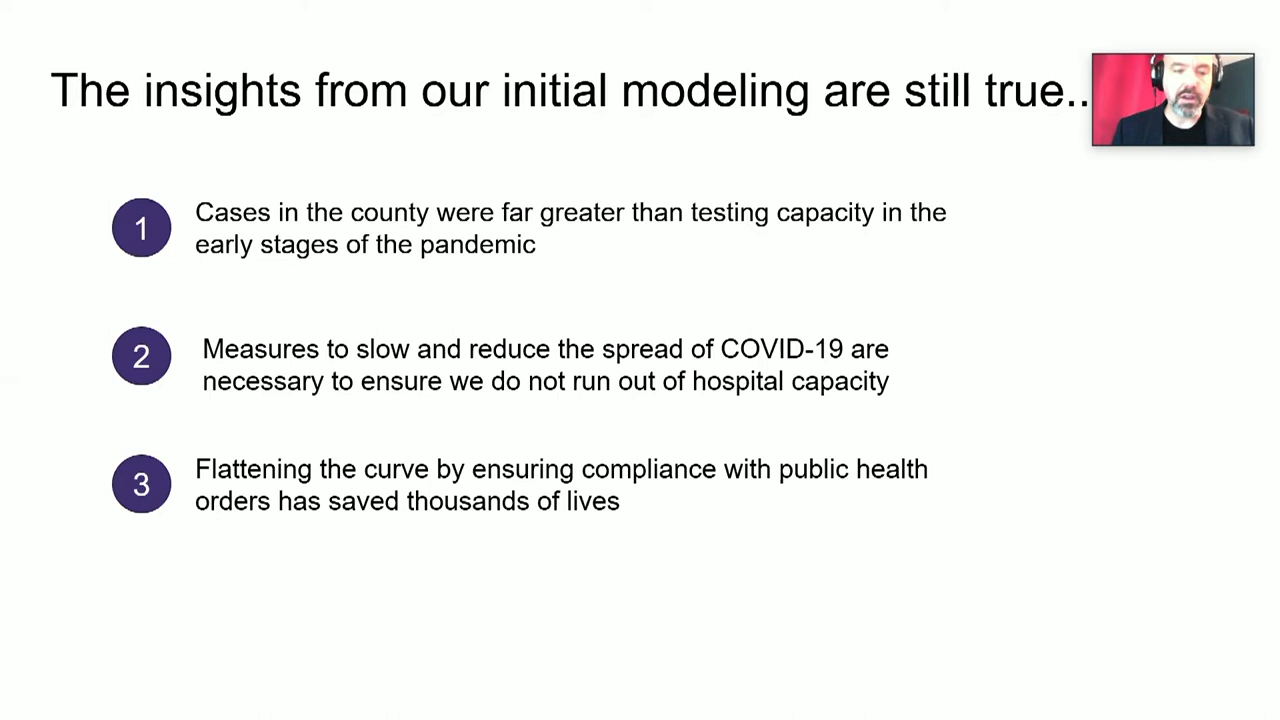 The insights from our initial modeling are still true..
1
Cases in the county were far greater than testing capacity in the
early stages of the pandemic
2
Measures to slow and reduce the spread of COVID-19 are
necessary to ensure we do not run out of hospital capacity
3
Flattening the curve by ensuring compliance with public health
orders has saved thousands of lives